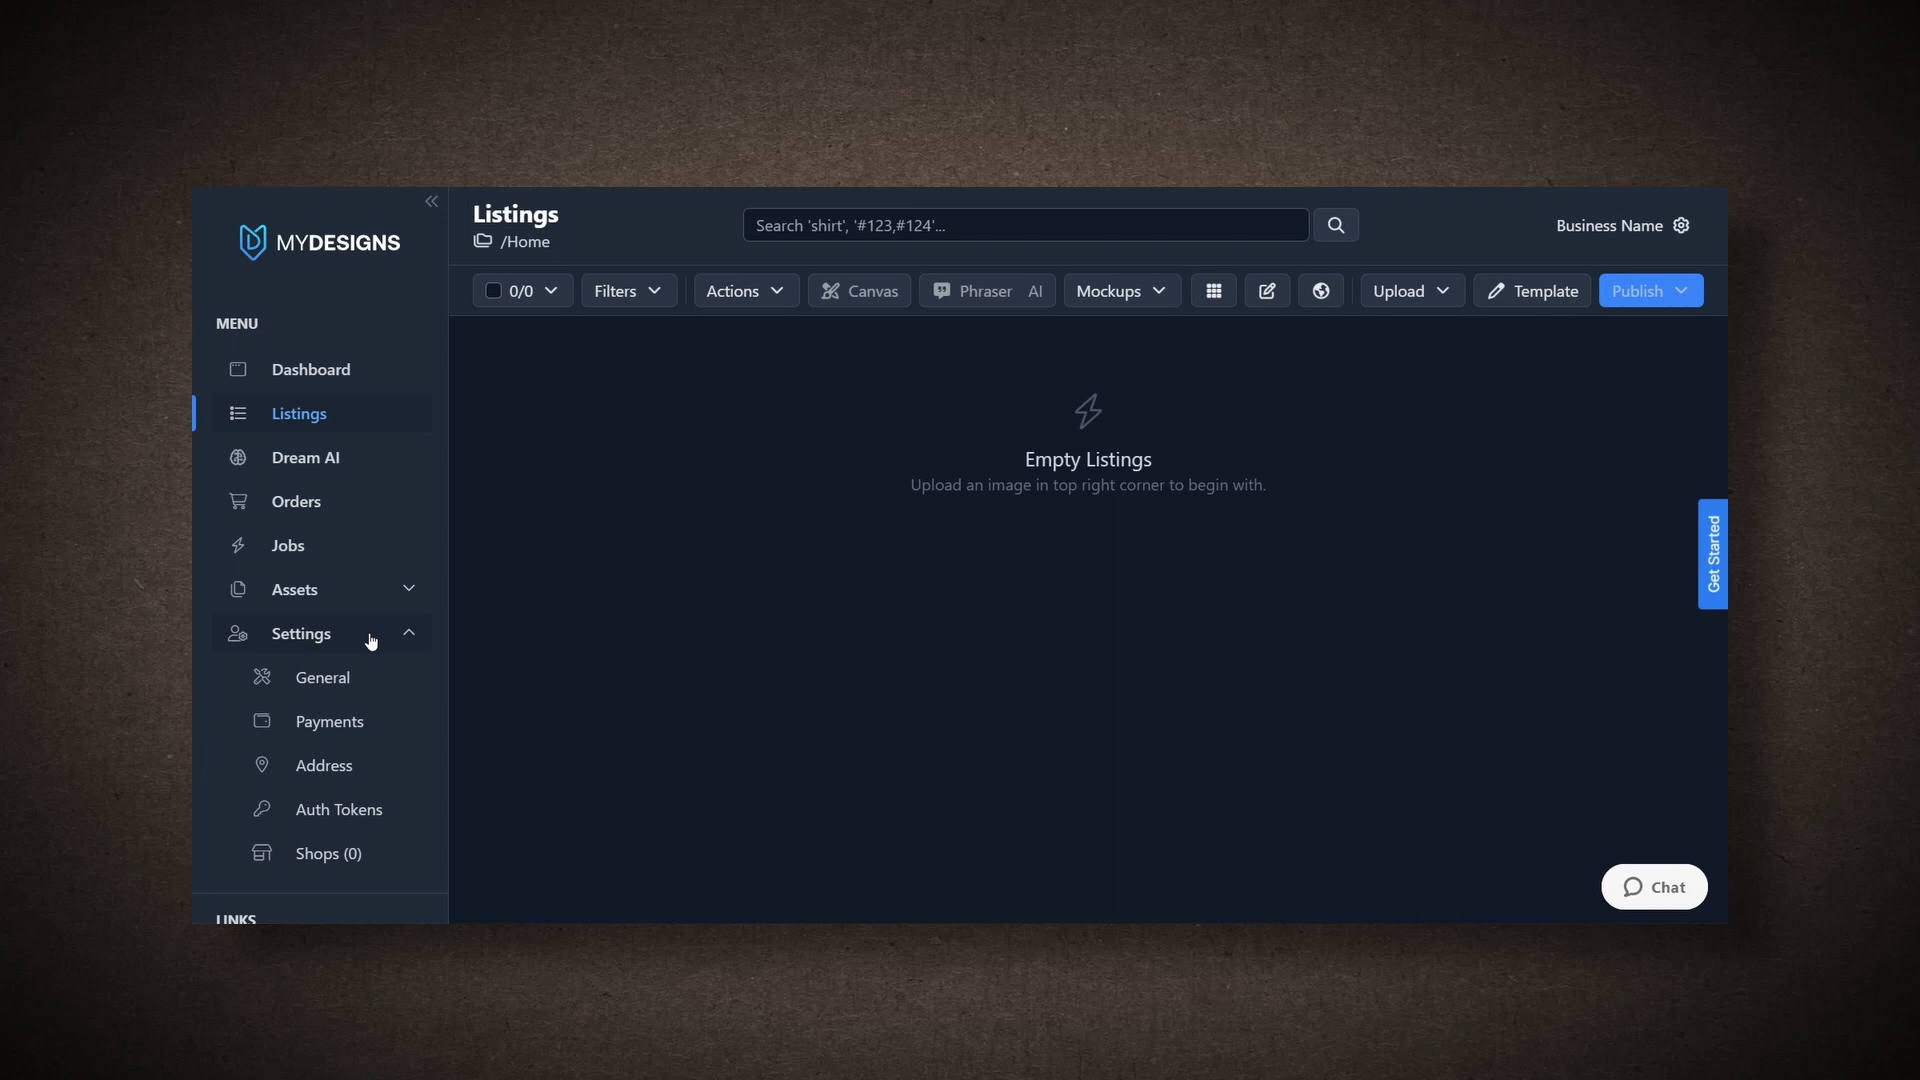 MYDESIGNS
MENU
Dashboard
Listings
Dream AI
Orders
Jobs
Assets
Settings
General
Payments
Address
Auth Tokens
Shops (0)
LINKS
Listings
/Home
Search 'shirt', '#123,#124'...
Business Name
0/0
Filters
Actions
Canvas
Phraser AI
Mockups
Upload
Template
Publish
Empty Listings
Upload an image in top right corner to begin with.
Get Started
Chat